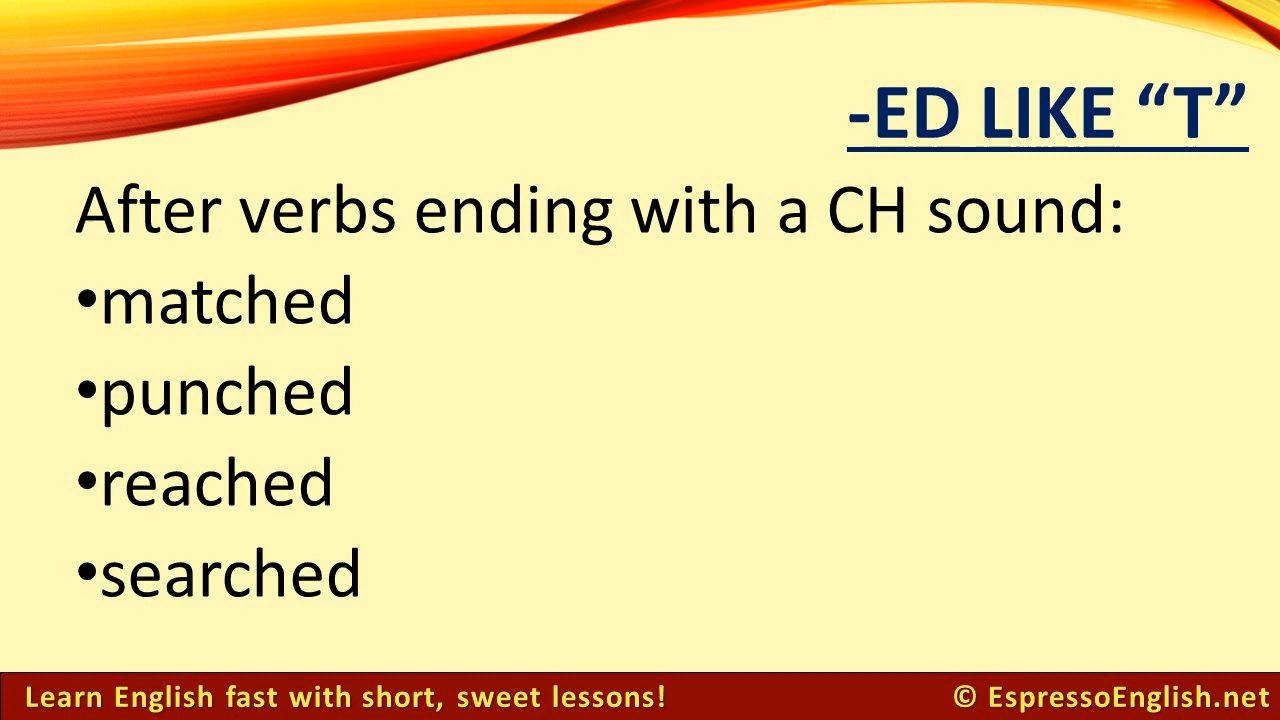 -ED LIKE “T”
After verbs ending with a CH sound:
•matched
•punched
•reached
•searched
Learn English fast with short, sweet lessons! © EspressoEnglish.net